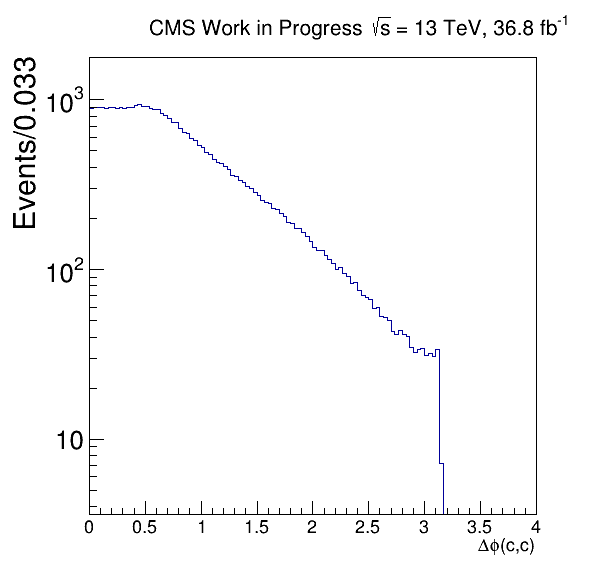 CMS Work in Progress √s = 13 TeV, 36.8 fb⁻¹
Events/0.033
10³
10²
10
0 0.5 1 1.5 2 2.5 3 3.5 4
Δϕ(c,c)